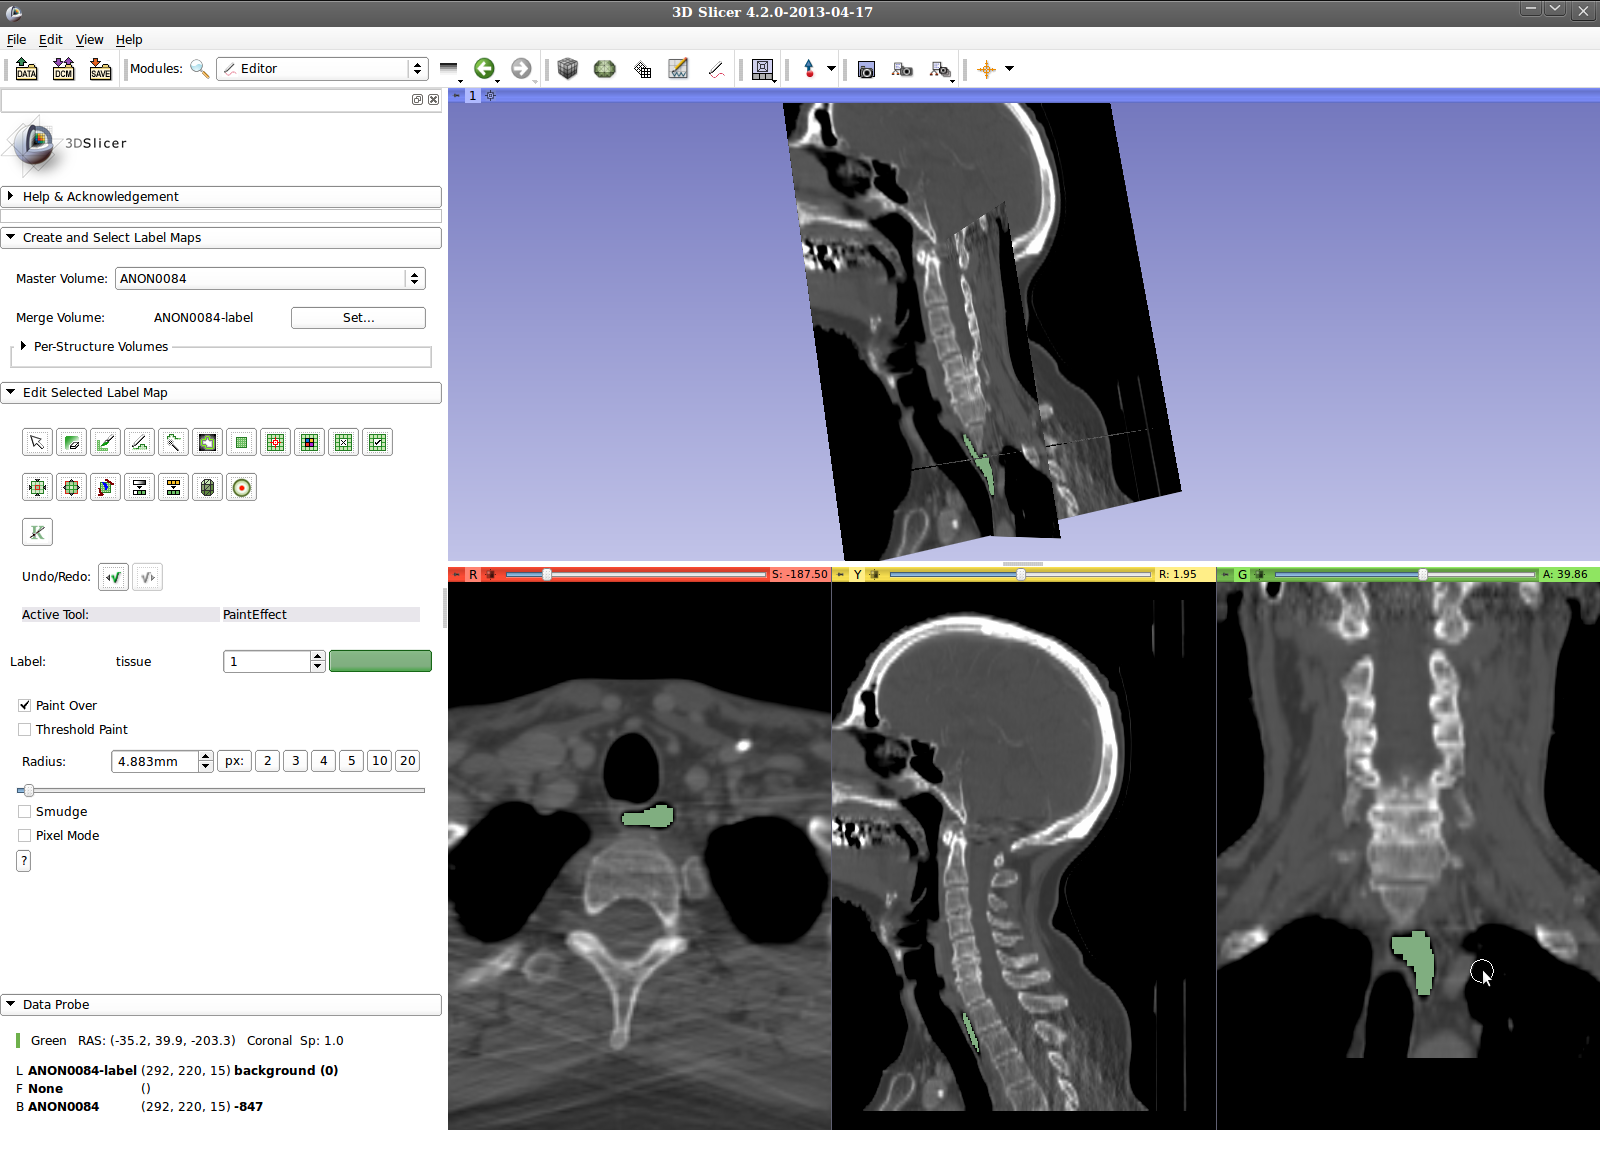 3D Slicer 4.2.0-2013-04-17
File Edit View Help
DATA DCM SAVE Modules: Editor
1
3DSlicer
Help & Acknowledgement
Create and Select Label Maps
Master Volume: ANON0084
Merge Volume: ANON0084-label Set...
Per-Structure Volumes
Edit Selected Label Map
Undo/Redo:
Active Tool: PaintEffect
Label: tissue 1
Paint Over
Threshold Paint
Radius: 4.883mm px: 2 3 4 5 10 20
Smudge
Pixel Mode
?
Data Probe
Green RAS: (-35.2, 39.9, -203.3) Coronal Sp: 1.0
L ANON0084-label (292, 220, 15) background (0)
F None ()
B ANON0084 (292, 220, 15) -847
R S: -187.50
Y R: 1.95
G A: 39.86